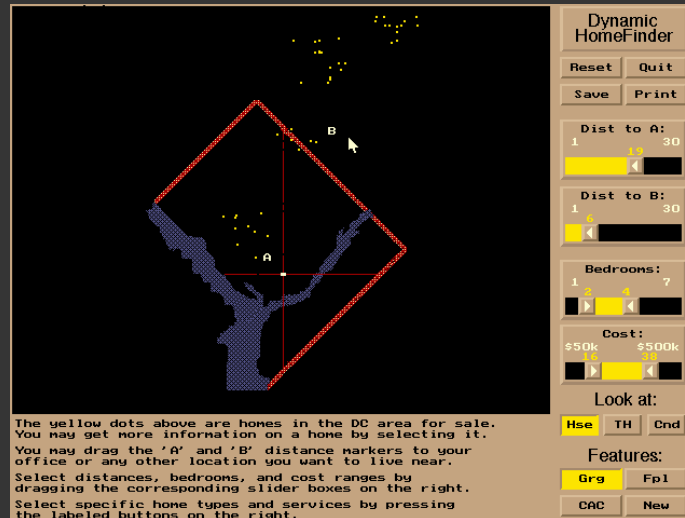 Dynamic
HomeFinder
Reset Quit
Save Print
Dist to A:
1 30
19
Dist to B:
1 30
6
Bedrooms:
1 7
2 4
Cost:
$50k $500k
16 38
Look at:
Hse TH Cnd
Features:
Grg Fpl
CAC New
B
A
The yellow dots above are homes in the DC area for sale.
You may get more information on a home by selecting it.
You may drag the 'A' and 'B' distance markers to your
office or any other location you want to live near.
Select distances, bedrooms, and cost ranges by
dragging the corresponding slider boxes on the right.
Select specific home types and services by pressing
the labeled buttons on the right.